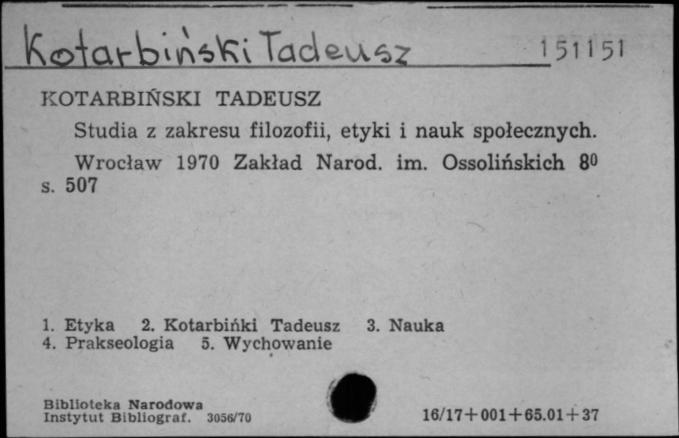 Kotarbiński Tadeusz 151151
KOTARBIŃSKI TADEUSZ
Studia z zakresu filozofii, etyki i nauk społecznych.
Wrocław 1970 Zakład Narod. im. Ossolińskich 8⁰
s. 507
1. Etyka 2. Kotarbińki Tadeusz 3. Nauka
4. Prakseologia 5. Wychowanie
Biblioteka Narodowa
Instytut Bibliograf. 3056/70
16/17+001+65.01+37